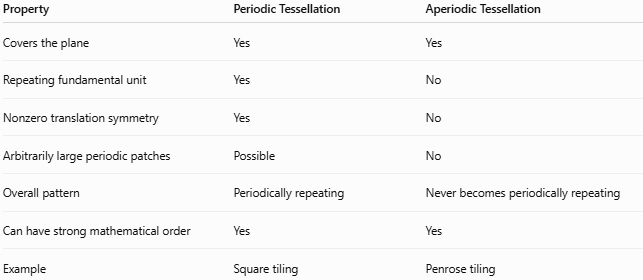 Property Periodic Tessellation Aperiodic Tessellation
Covers the plane Yes Yes
Repeating fundamental unit Yes No
Nonzero translation symmetry Yes No
Arbitrarily large periodic patches Possible No
Overall pattern Periodically repeating Never becomes periodically repeating
Can have strong mathematical order Yes Yes
Example Square tiling Penrose tiling